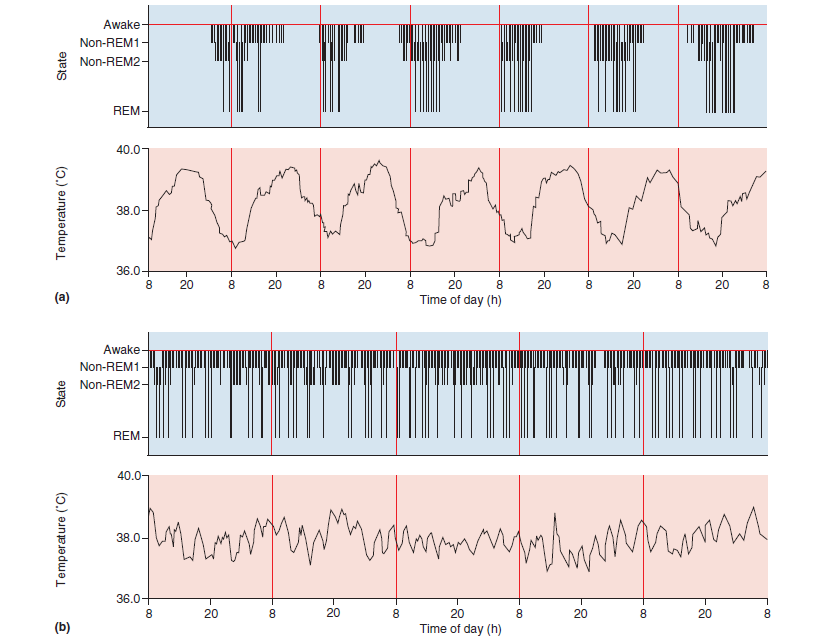 Awake
Non-REM1
Non-REM2
REM
State
40.0
38.0
36.0
Temperature (°C)
8 20 8 20 8 20 8 20 8 20 8 20 8 20 8
Time of day (h)
(a)
Awake
Non-REM1
Non-REM2
REM
State
40.0
38.0
36.0
Temperature (°C)
8 20 8 20 8 20 8 20 8 20 8
Time of day (h)
(b)